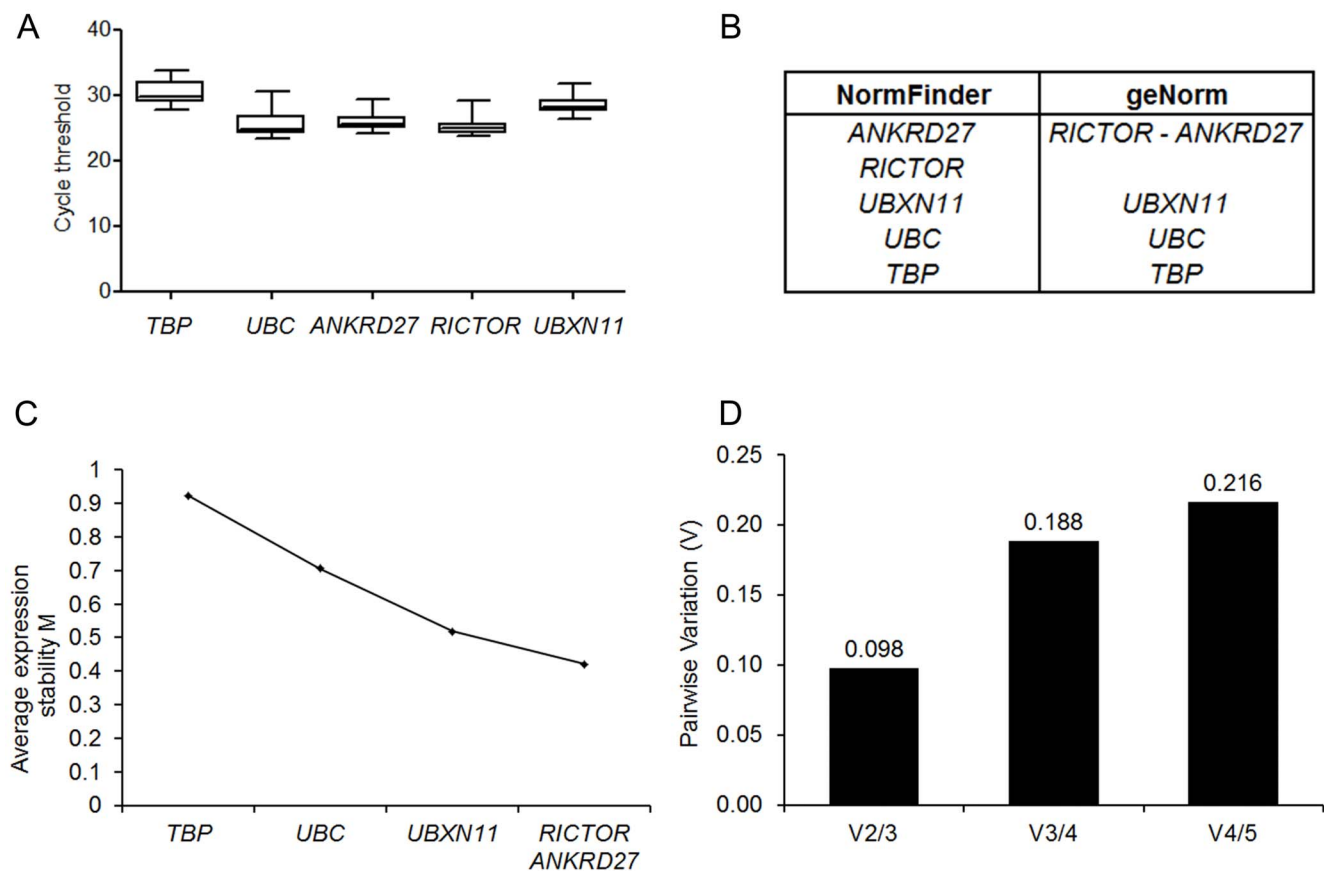 A
40
30
20
10
0
Cycle threshold
TBP UBC ANKRD27 RICTOR UBXN11
B
NormFinder geNorm
ANKRD27 RICTOR - ANKRD27
RICTOR
UBXN11 UBXN11
UBC UBC
TBP TBP
C
1
0.9
0.8
0.7
0.6
0.5
0.4
0.3
0.2
0.1
0
Average expression
stability M
TBP UBC UBXN11 RICTOR
ANKRD27
D
0.25
0.20
0.15
0.10
0.05
0.00
Pairwise Variation (V)
0.098
0.188
0.216
V2/3 V3/4 V4/5